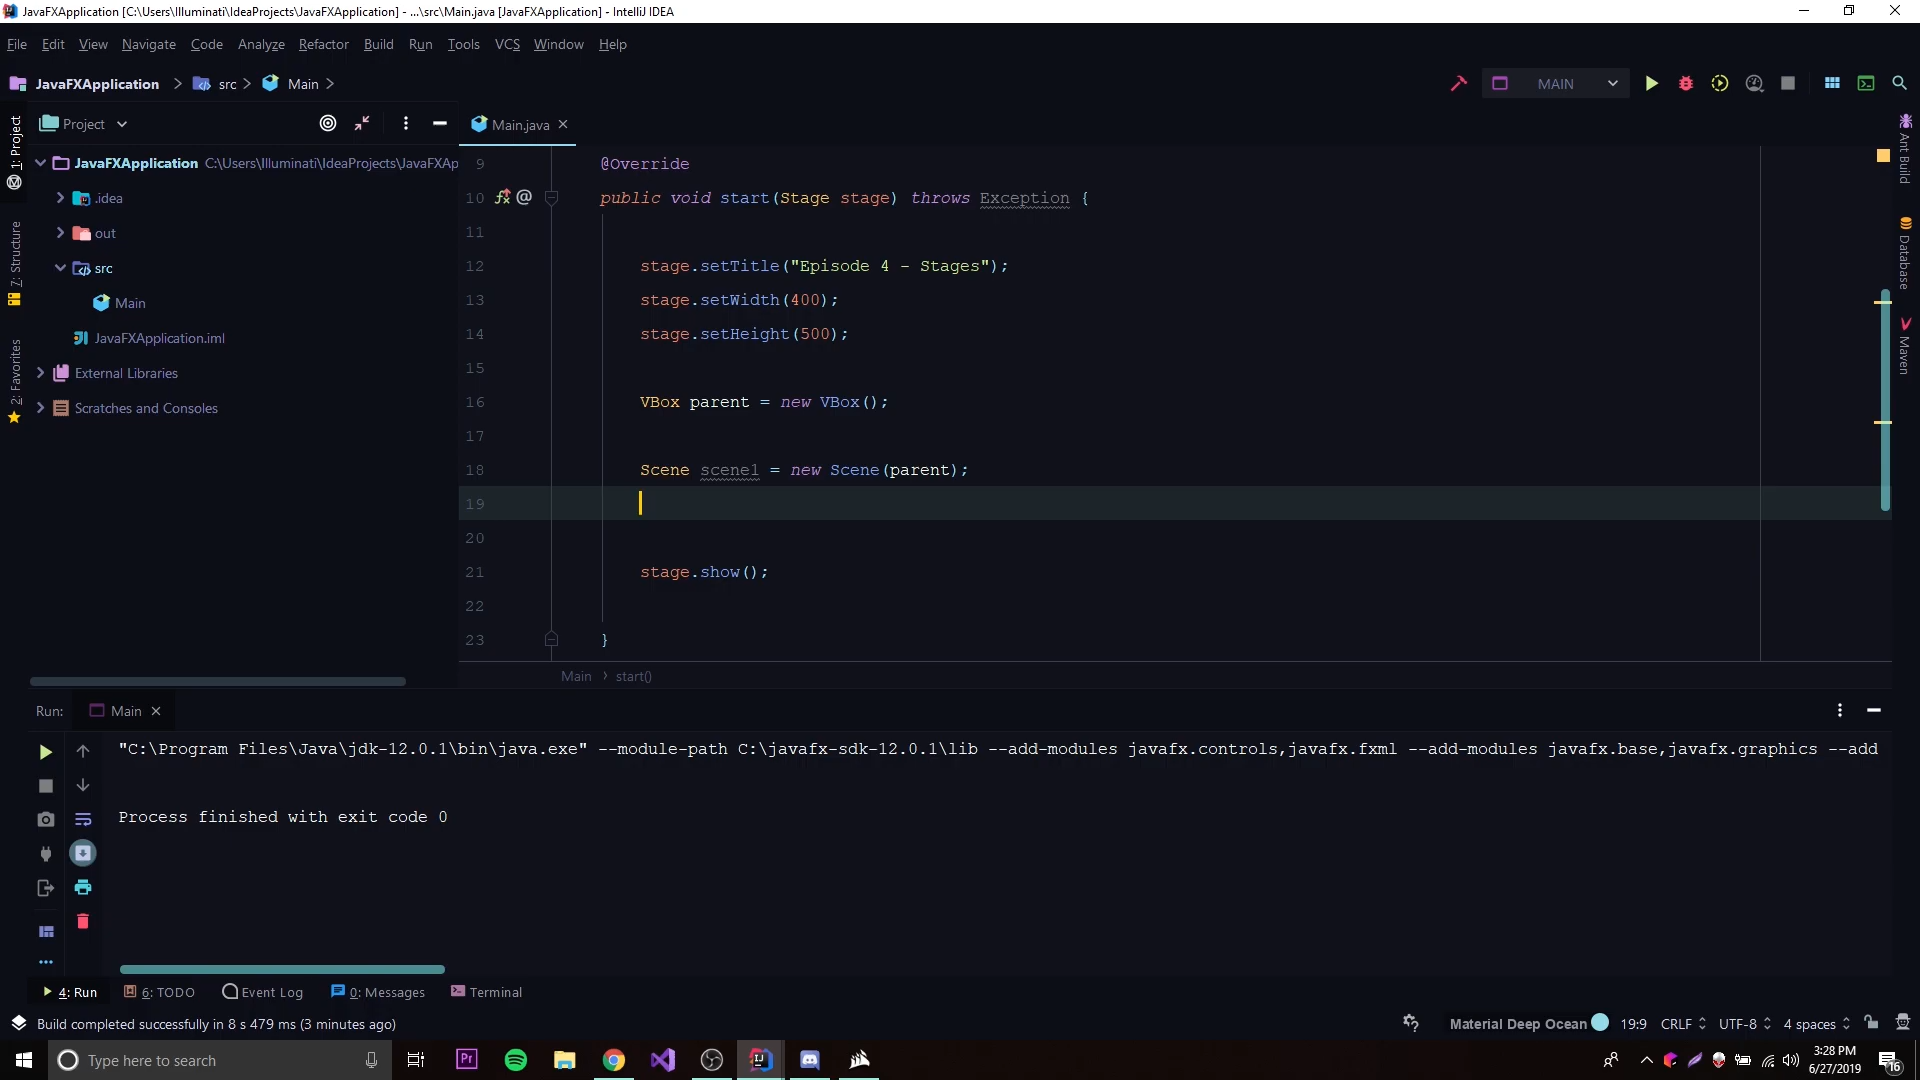 JavaFXApplication [C:\Users\Illuminati\IdeaProjects\JavaFXApplication] - ...\src\Main.java [JavaFXApplication] - IntelliJ IDEA
File Edit View Navigate Code Analyze Refactor Build Run Tools VCS Window Help
JavaFXApplication src Main MAIN
Project
Main.java
1: Project
7: Structure
2: Favorites
JavaFXApplication C:\Users\Illuminati\IdeaProjects\JavaFXAp
.idea
out
src
Main
JavaFXApplication.iml
External Libraries
Scratches and Consoles
9 @Override
10 public void start(Stage stage) throws Exception {
11
12 stage.setTitle("Episode 4 - Stages");
13 stage.setWidth(400);
14 stage.setHeight(500);
15
16 VBox parent = new VBox();
17
18 Scene scene1 = new Scene(parent);
19
20
21 stage.show();
22
23 }
Main › start()
Ant Build
Database
Maven
Run: Main
"C:\Program Files\Java\jdk-12.0.1\bin\java.exe" --module-path C:\javafx-sdk-12.0.1\lib --add-modules javafx.controls,javafx.fxml --add-modules javafx.base,javafx.graphics --add
Process finished with exit code 0
4: Run 6: TODO Event Log 0: Messages Terminal
Build completed successfully in 8 s 479 ms (3 minutes ago)
Material Deep Ocean 19:9 CRLF UTF-8 4 spaces
Type here to search
Pr
IJ
3:28 PM
6/27/2019
16